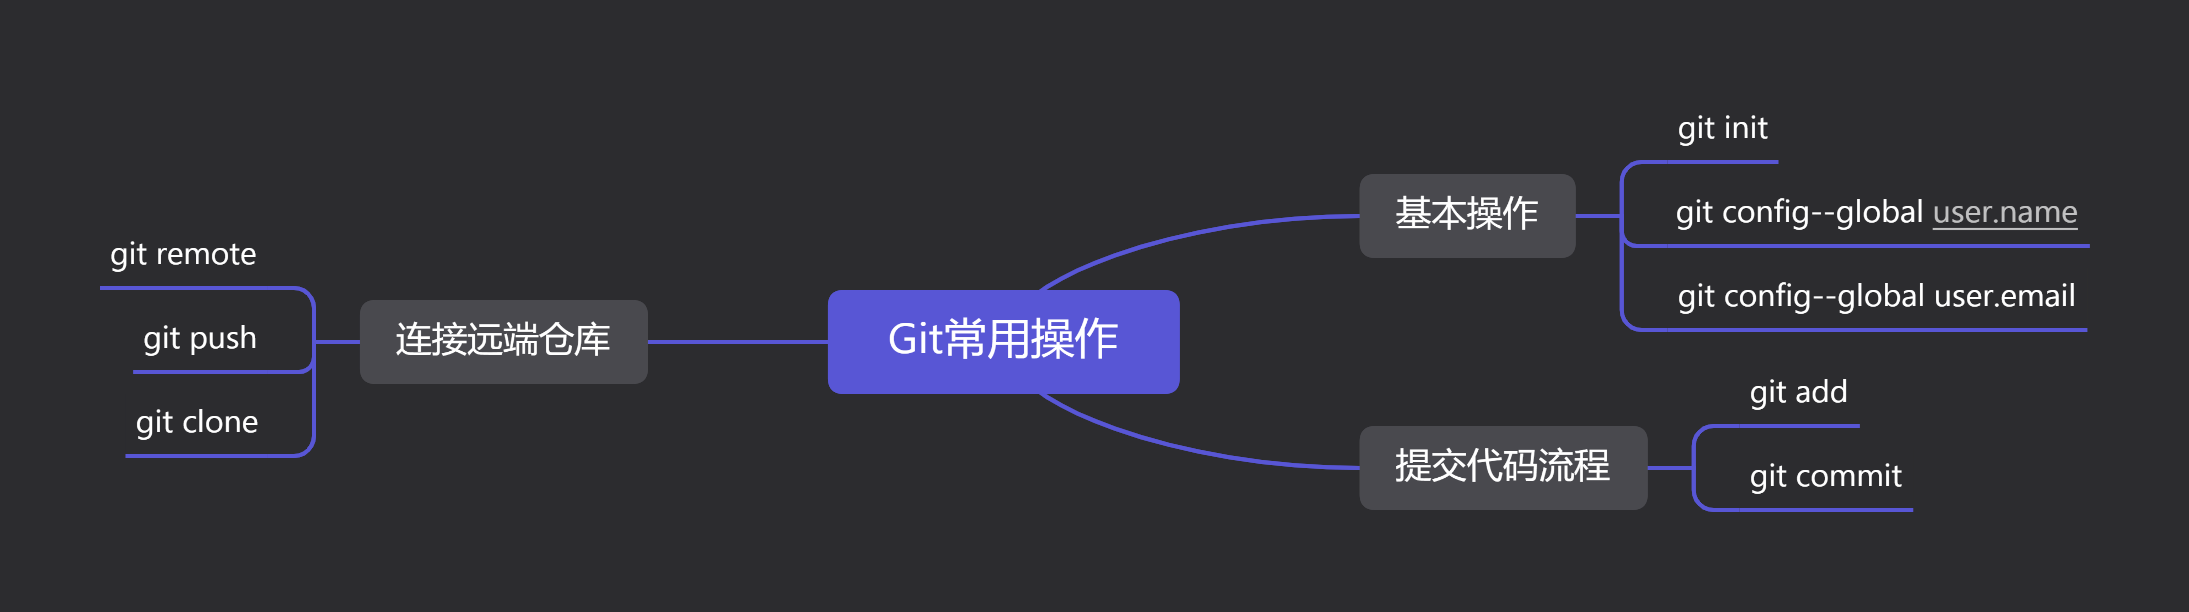 Git常用操作
基本操作
git init
git config--global user.name
git config--global user.email
提交代码流程
git add
git commit
连接远端仓库
git remote
git push
git clone